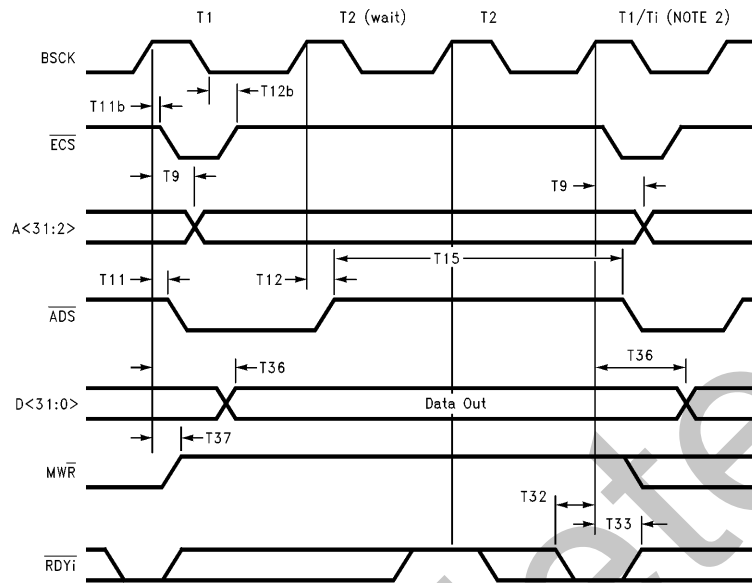 T1 T2 (wait) T2 T1/Ti (NOTE 2)
BSCK
T11b T12b
ECS
T9 T9
A<31:2>
T15
T11 T12
ADS
T36 T36
D<31:0> Data Out
T37
MWR
T32 T33
RDYi